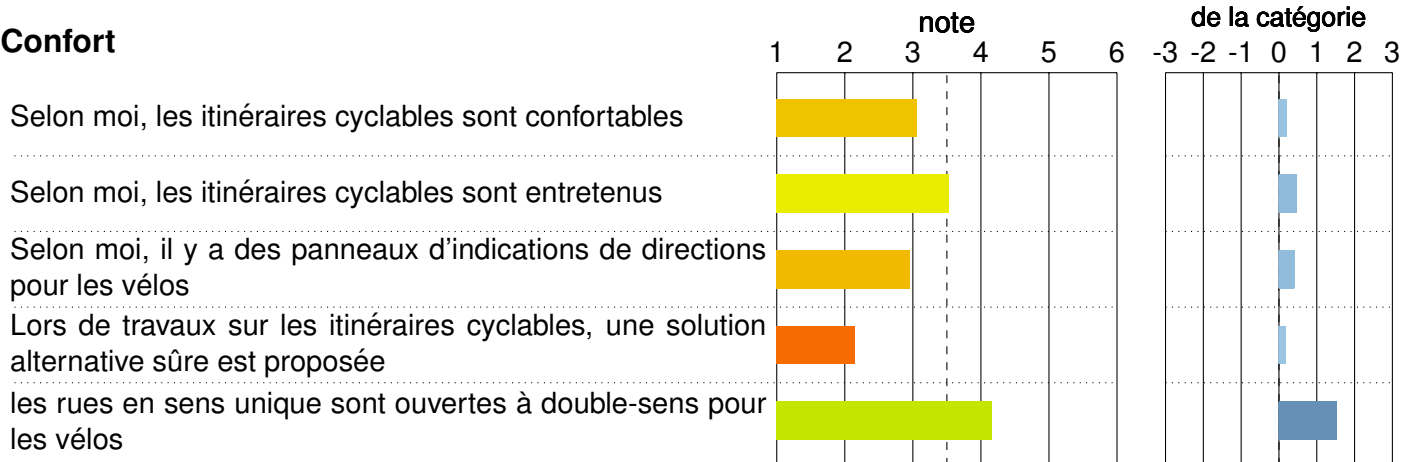 note
de la catégorie
Confort
1 2 3 4 5 6
-3 -2 -1 0 1 2 3
Selon moi, les itinéraires cyclables sont confortables
Selon moi, les itinéraires cyclables sont entretenus
Selon moi, il y a des panneaux d'indications de directions
pour les vélos
Lors de travaux sur les itinéraires cyclables, une solution
alternative sûre est proposée
les rues en sens unique sont ouvertes à double-sens pour
les vélos